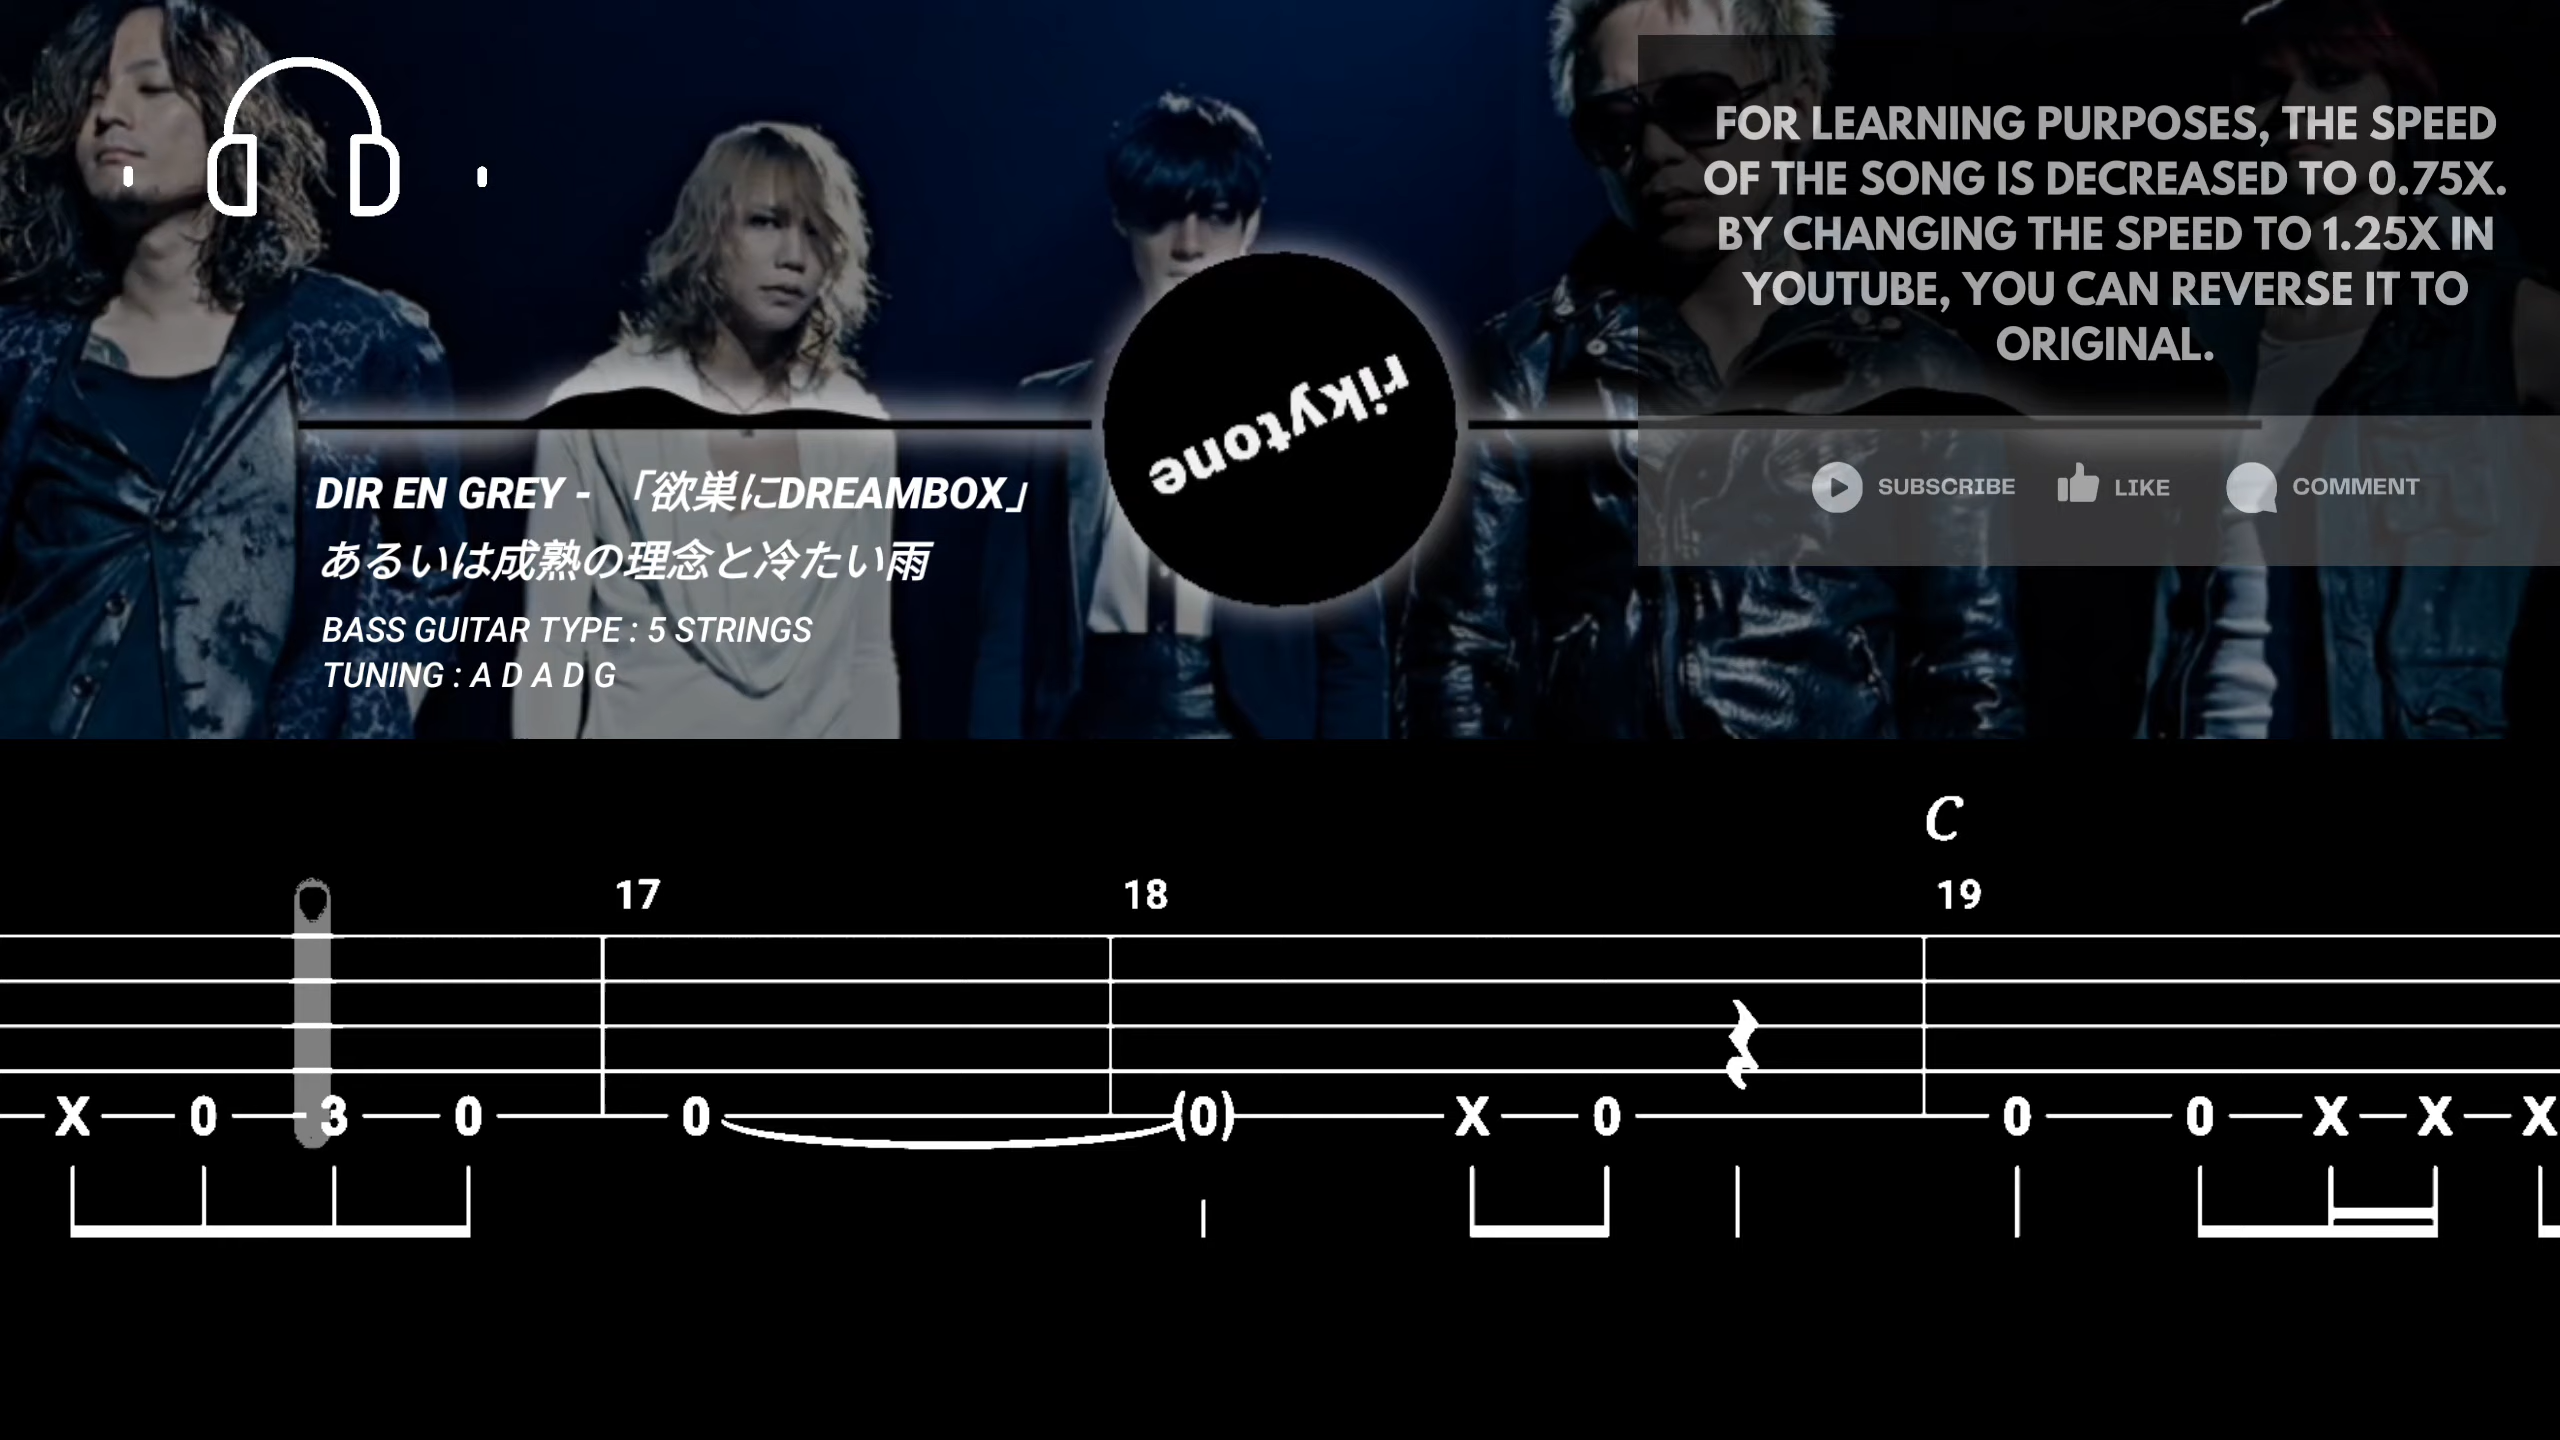 FOR LEARNING PURPOSES, THE SPEED
OF THE SONG IS DECREASED TO 0.75X.
BY CHANGING THE SPEED TO 1.25X IN
YOUTUBE, YOU CAN REVERSE IT TO
ORIGINAL.
rikytone
DIR EN GREY - 「欲巣にDREAMBOX」
あるいは成熟の理念と冷たい雨
BASS GUITAR TYPE : 5 STRINGS
TUNING : A D A D G
SUBSCRIBE LIKE COMMENT
C
17 18 19
X 0 3 0 0 (0) X 0 0 0 X X X